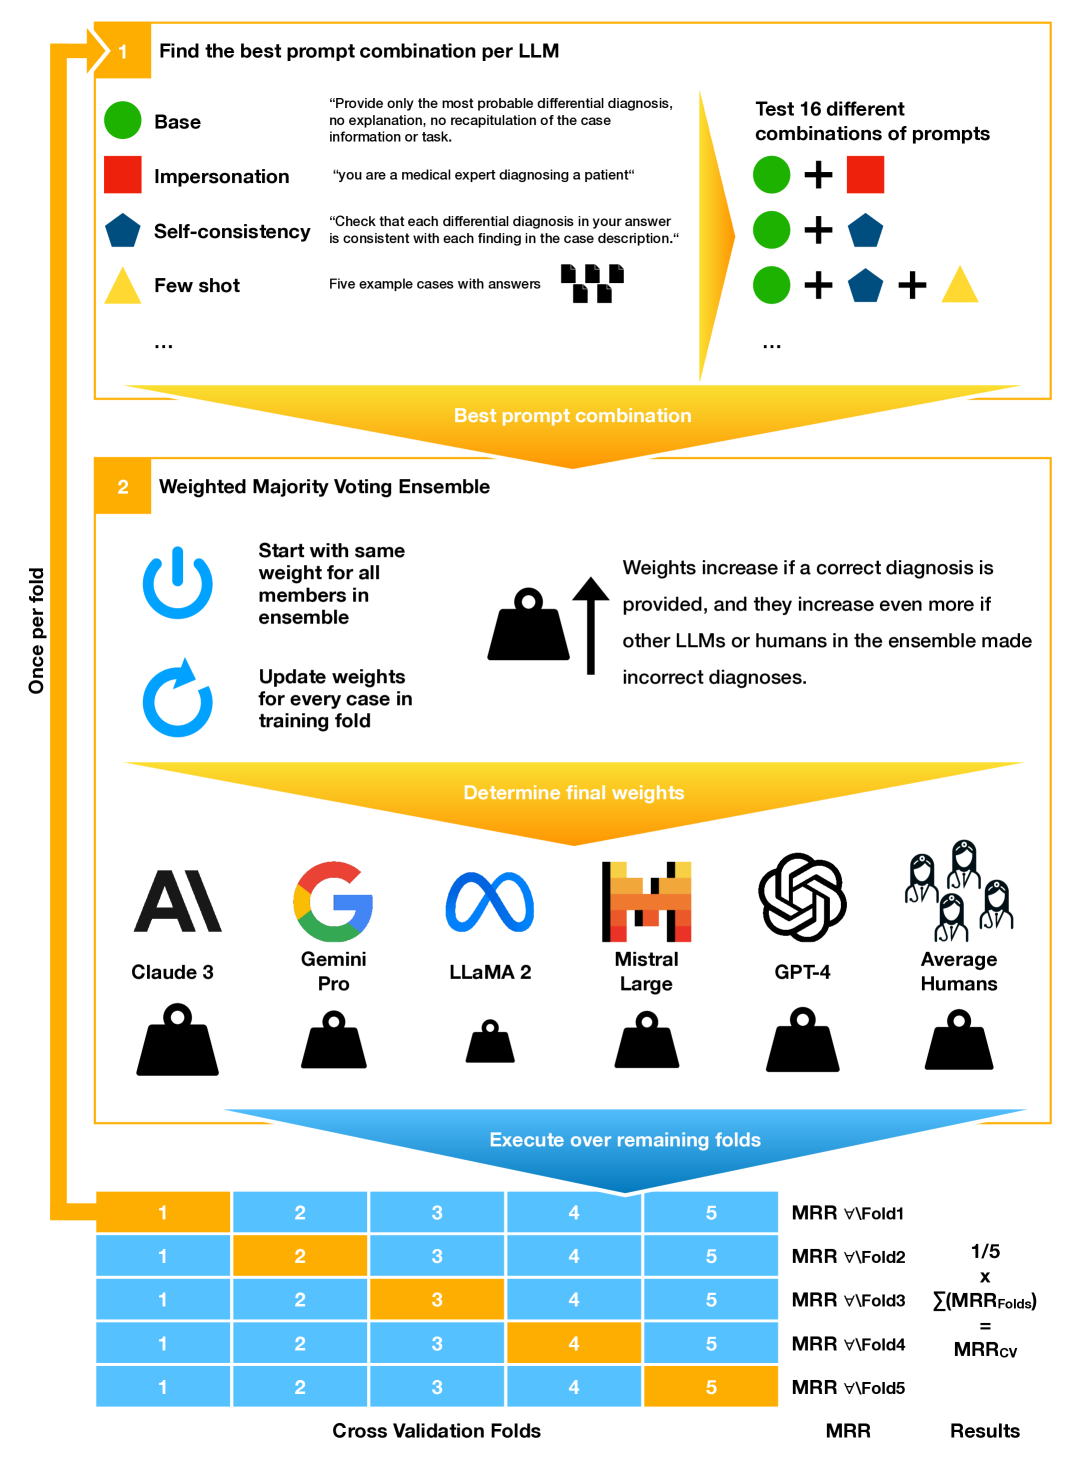 1
Find the best prompt combination per LLM
Base
“Provide only the most probable differential diagnosis,
no explanation, no recapitulation of the case
information or task.
Impersonation
“you are a medical expert diagnosing a patient“
Self-consistency
“Check that each differential diagnosis in your answer
is consistent with each finding in the case description.“
Few shot
Five example cases with answers
...
Test 16 different
combinations of prompts
+
+
+ +
...
Best prompt combination
2
Weighted Majority Voting Ensemble
Start with same
weight for all
members in
ensemble
Update weights
for every case in
training fold
Weights increase if a correct diagnosis is
provided, and they increase even more if
other LLMs or humans in the ensemble made
incorrect diagnoses.
Once per fold
Determine final weights
Claude 3
Gemini
Pro
LLaMA 2
Mistral
Large
GPT-4
Average
Humans
Execute over remaining folds
1 2 3 4 5 MRR ∀\Fold1
1 2 3 4 5 MRR ∀\Fold2
1 2 3 4 5 MRR ∀\Fold3
1 2 3 4 5 MRR ∀\Fold4
1 2 3 4 5 MRR ∀\Fold5
1/5
x
∑(MRRFolds)
=
MRRCV
Cross Validation Folds
MRR
Results